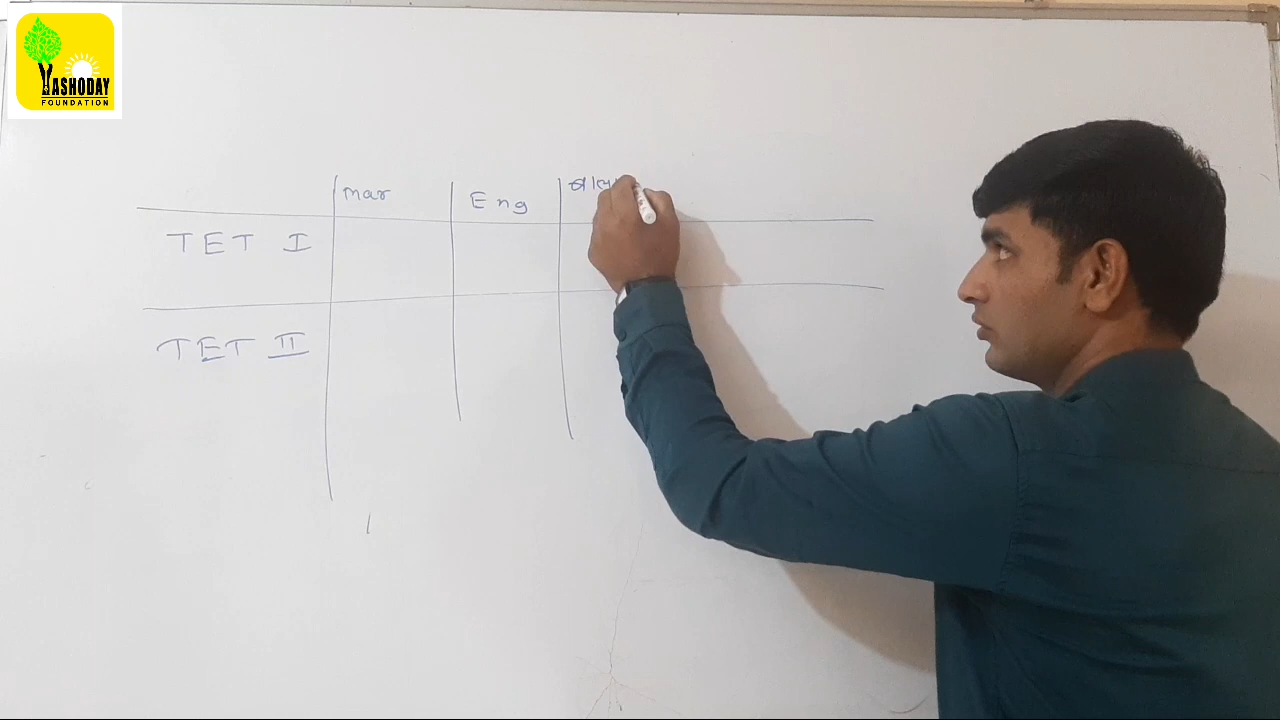 YASHODAY
FOUNDATION
Mar Eng बाल
TET I
TET II